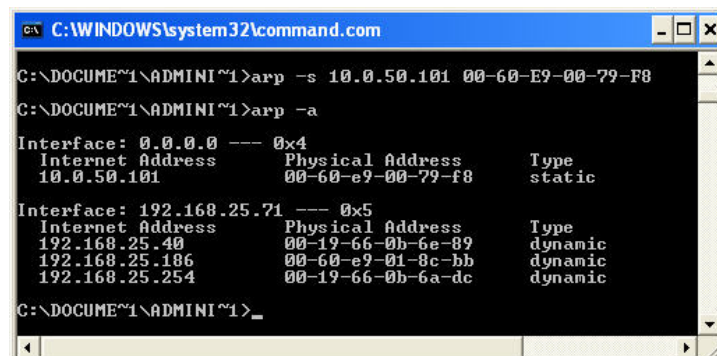 C:\WINDOWS\system32\command.com
C:\DOCUME~1\ADMINI~1>arp -s 10.0.50.101 00-60-E9-00-79-F8
C:\DOCUME~1\ADMINI~1>arp -a
Interface: 0.0.0.0 --- 0x4
Internet Address Physical Address Type
10.0.50.101 00-60-e9-00-79-f8 static
Interface: 192.168.25.71 --- 0x5
Internet Address Physical Address Type
192.168.25.40 00-19-66-0b-6e-89 dynamic
192.168.25.186 00-60-e9-01-8c-bb dynamic
192.168.25.254 00-19-66-0b-6a-dc dynamic
C:\DOCUME~1\ADMINI~1>_